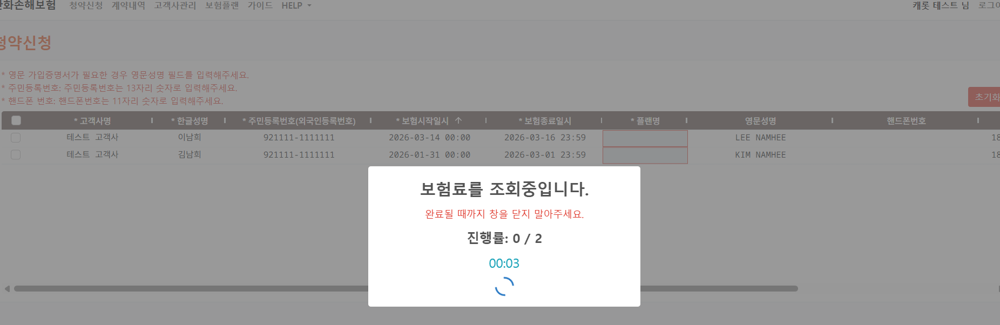 화손해보험 청약신청 계약내역 고객사관리 보험플랜 가이드 HELP 캐롯 테스트 님 로그
청약신청
* 영문 가입증명서가 필요한 경우 영문성명 필드를 입력해주세요.
* 주민등록번호: 주민등록번호는 13자리 숫자로 입력해주세요.
* 핸드폰 번호: 핸드폰번호는 11자리 숫자로 입력해주세요.
초기화
* 고객사명 * 한글성명 * 주민등록번호(외국인등록번호) * 보험시작일시 ↑ * 보험종료일시 * 플랜명 영문성명 핸드폰번호
테스트 고객사 이남희 921111-1111111 2026-03-14 00:00 2026-03-16 23:59 LEE NAMHEE 18
테스트 고객사 김남희 921111-1111111 2026-01-31 00:00 2026-03-01 23:59 KIM NAMHEE 18
보험료를 조회중입니다.
완료될 때까지 창을 닫지 말아주세요.
진행률: 0 / 2
00:03